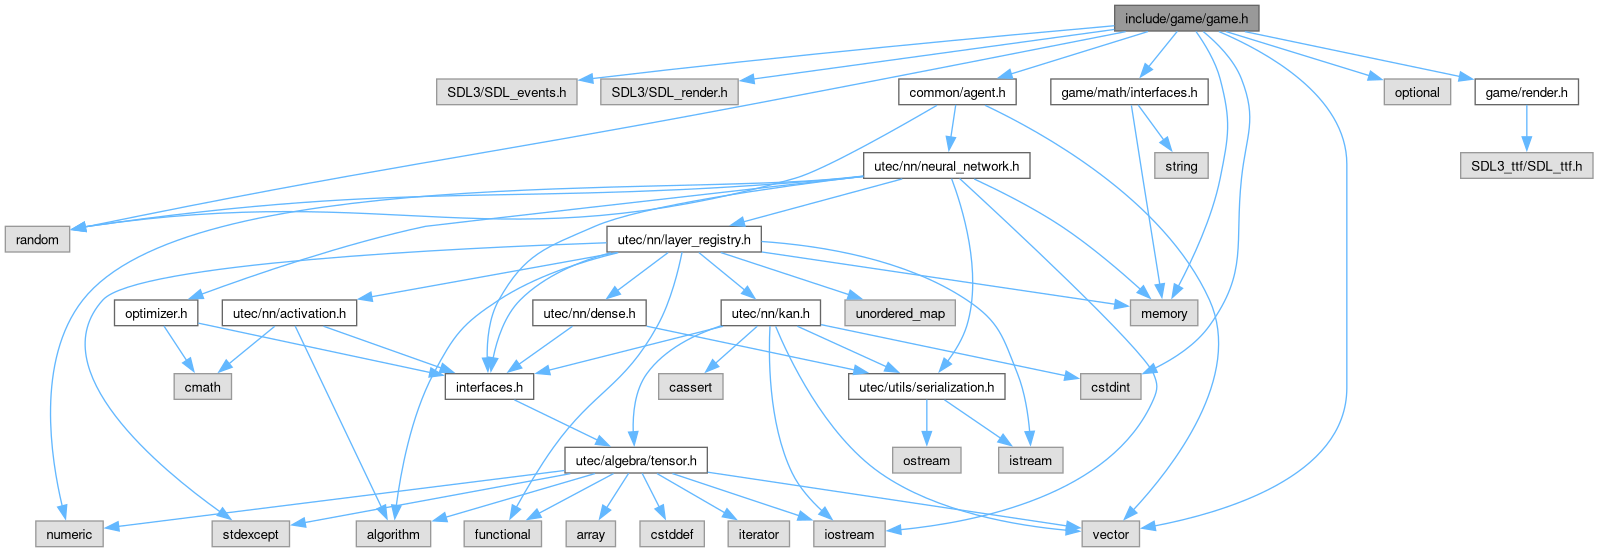 include/game/game.h
SDL3/SDL_events.h
SDL3/SDL_render.h
common/agent.h
game/math/interfaces.h
optional
game/render.h
utec/nn/neural_network.h
string
SDL3_ttf/SDL_ttf.h
random
utec/nn/layer_registry.h
optimizer.h
utec/nn/activation.h
utec/nn/dense.h
utec/nn/kan.h
unordered_map
memory
cmath
interfaces.h
cassert
utec/utils/serialization.h
cstdint
utec/algebra/tensor.h
ostream
istream
numeric
stdexcept
algorithm
functional
array
cstddef
iterator
iostream
vector